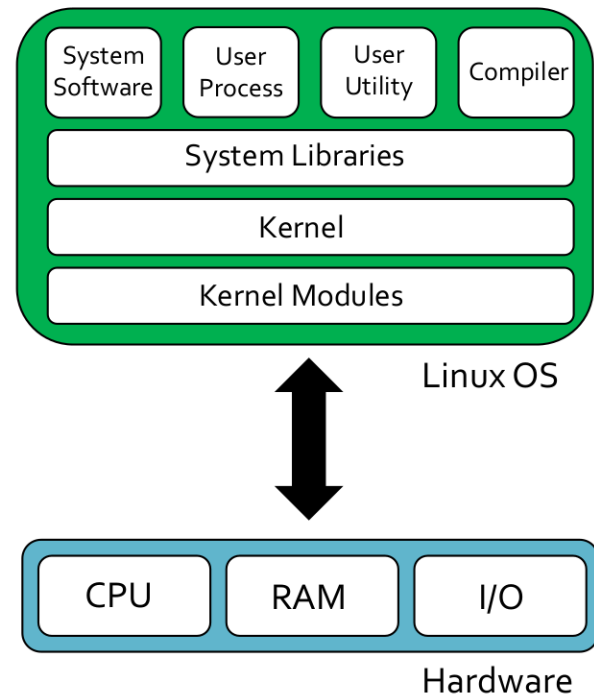 System
Software
User
Process
User
Utility
Compiler
System Libraries
Kernel
Kernel Modules
Linux OS
CPU
RAM
I/O
Hardware